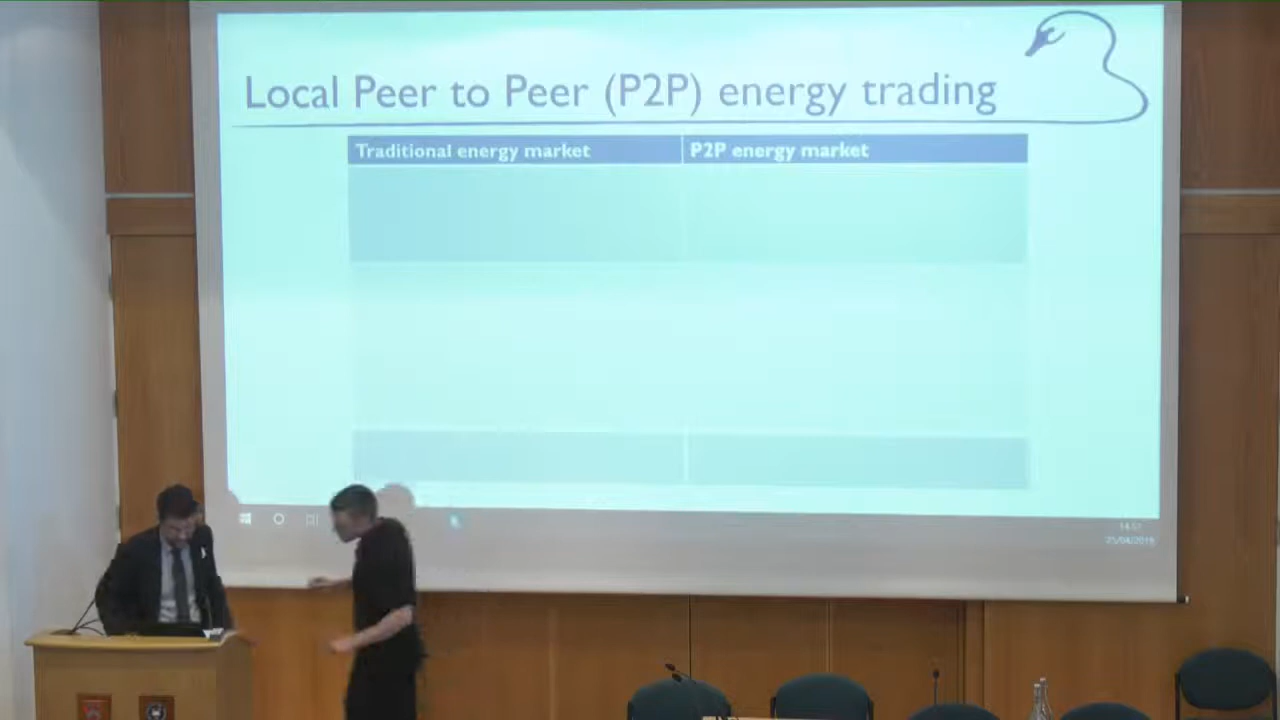 Local Peer to Peer (P2P) energy trading
Traditional energy market
P2P energy market